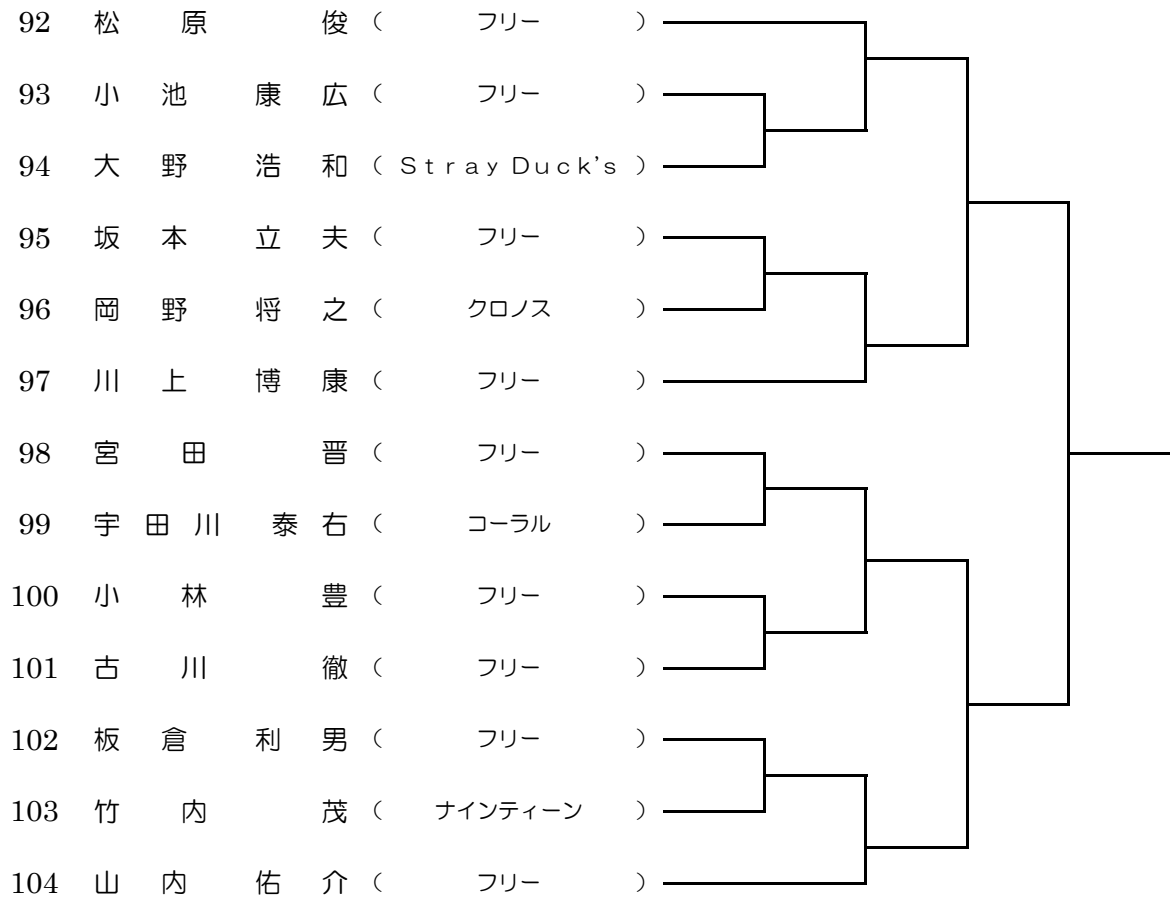 92 松原 俊 （ フリー ）
93 小池 康広 （ フリー ）
94 大野 浩和 （ Stray Duck's ）
95 坂本 立夫 （ フリー ）
96 岡野 将之 （ クロノス ）
97 川上 博康 （ フリー ）
98 宮田 晋 （ フリー ）
99 宇田川 泰右 （ コーラル ）
100 小林 豊 （ フリー ）
101 古川 徹 （ フリー ）
102 板倉 利男 （ フリー ）
103 竹内 茂 （ ナインティーン ）
104 山内 佑介 （ フリー ）